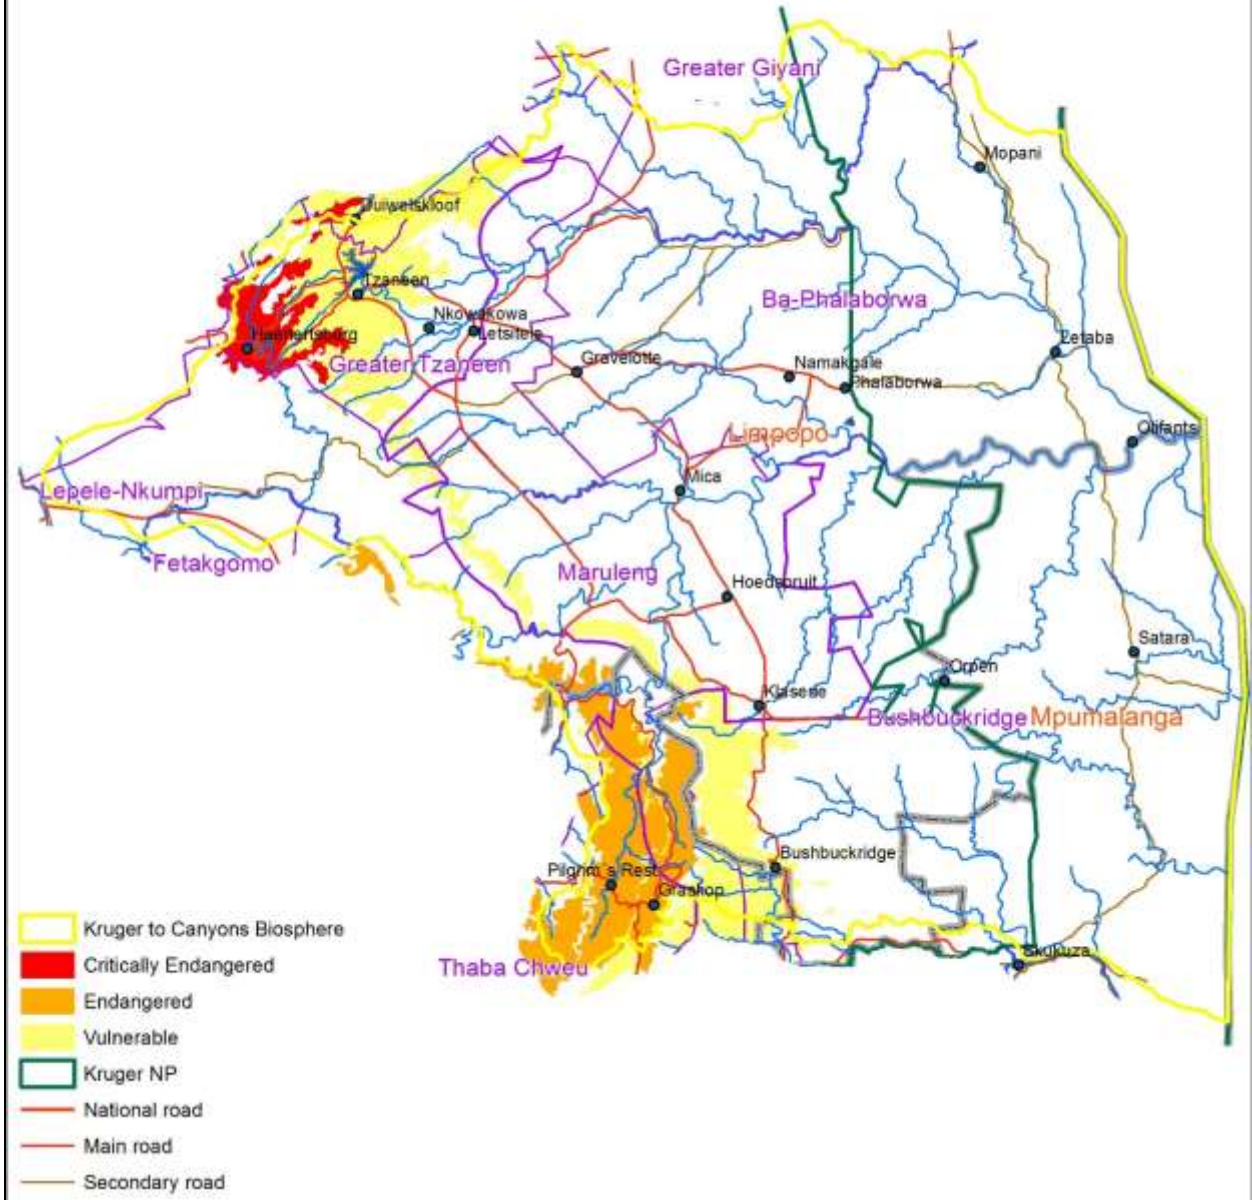 Greater Giyani
Mopani
Duiwelskloof
Tzaneen
Ba-Phalaborwa
Nkowakowa
Letsitele
Haenertsburg
Letaba
Greater Tzaneen
Gravelotte
Namakgale
Phalaborwa
Limpopo
Olifants
Mica
Lepele-Nkumpi
Fetakgomo
Maruleng
Hoedspruit
Satara
Orpen
Klaserie
Bushbuckridge
Mpumalanga
Bushbuckridge
Pilgrim`s Rest
Graskop
Skukuza
Thaba Chweu
Kruger to Canyons Biosphere
Critically Endangered
Endangered
Vulnerable
Kruger NP
National road
Main road
Secondary road